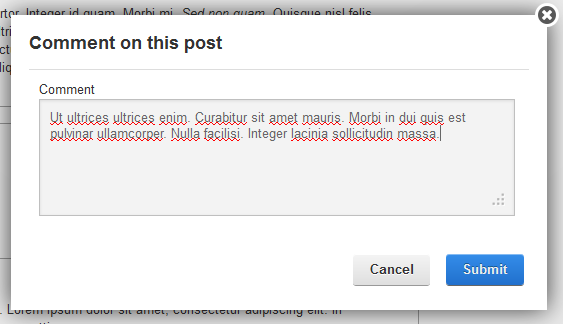 rtor. Integer id quam. Morbi mi. Sed non quam. Quisque nisl felis
Comment on this post
Comment
Ut ultrices ultrices enim. Curabitur sit amet mauris. Morbi in dui quis est
pulvinar ullamcorper. Nulla facilisi. Integer lacinia sollicitudin massa.
Cancel
Submit
. Lorem ipsum dolor sit amet, consectetur adipiscing elit. In